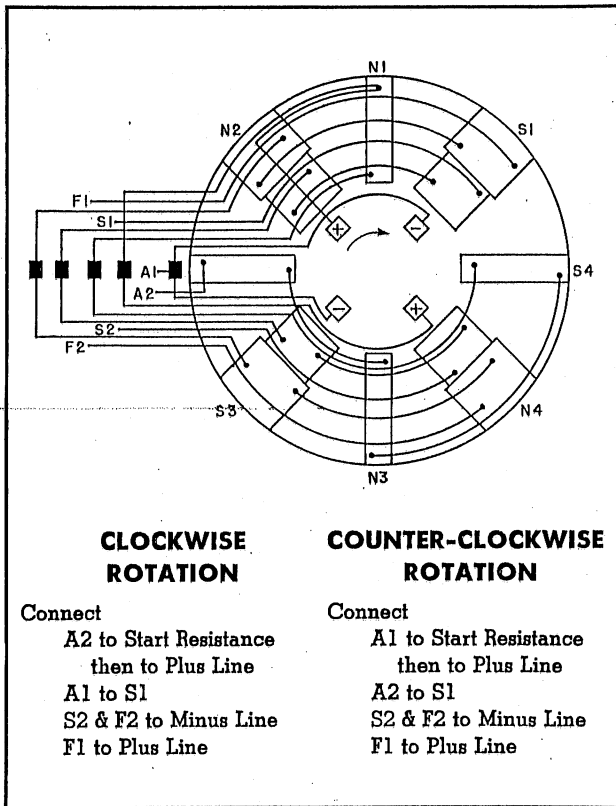 N1
N2
S1
F1
S1
+
-
A1
S4
A2
-
+
S2
F2
S3
N4
N3
CLOCKWISE
ROTATION
Connect
A2 to Start Resistance
then to Plus Line
A1 to S1
S2 & F2 to Minus Line
F1 to Plus Line
COUNTER-CLOCKWISE
ROTATION
Connect
A1 to Start Resistance
then to Plus Line
A2 to S1
S2 & F2 to Minus Line
F1 to Plus Line